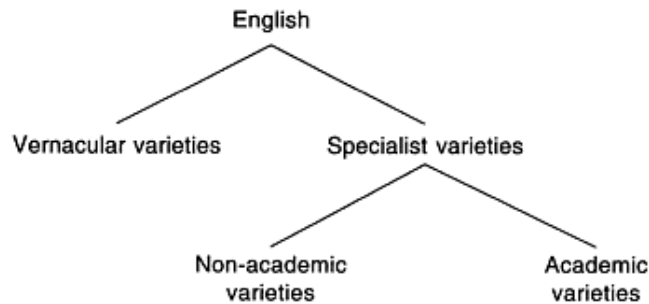 English
Vernacular varieties
Specialist varieties
Non-academic
varieties
Academic
varieties